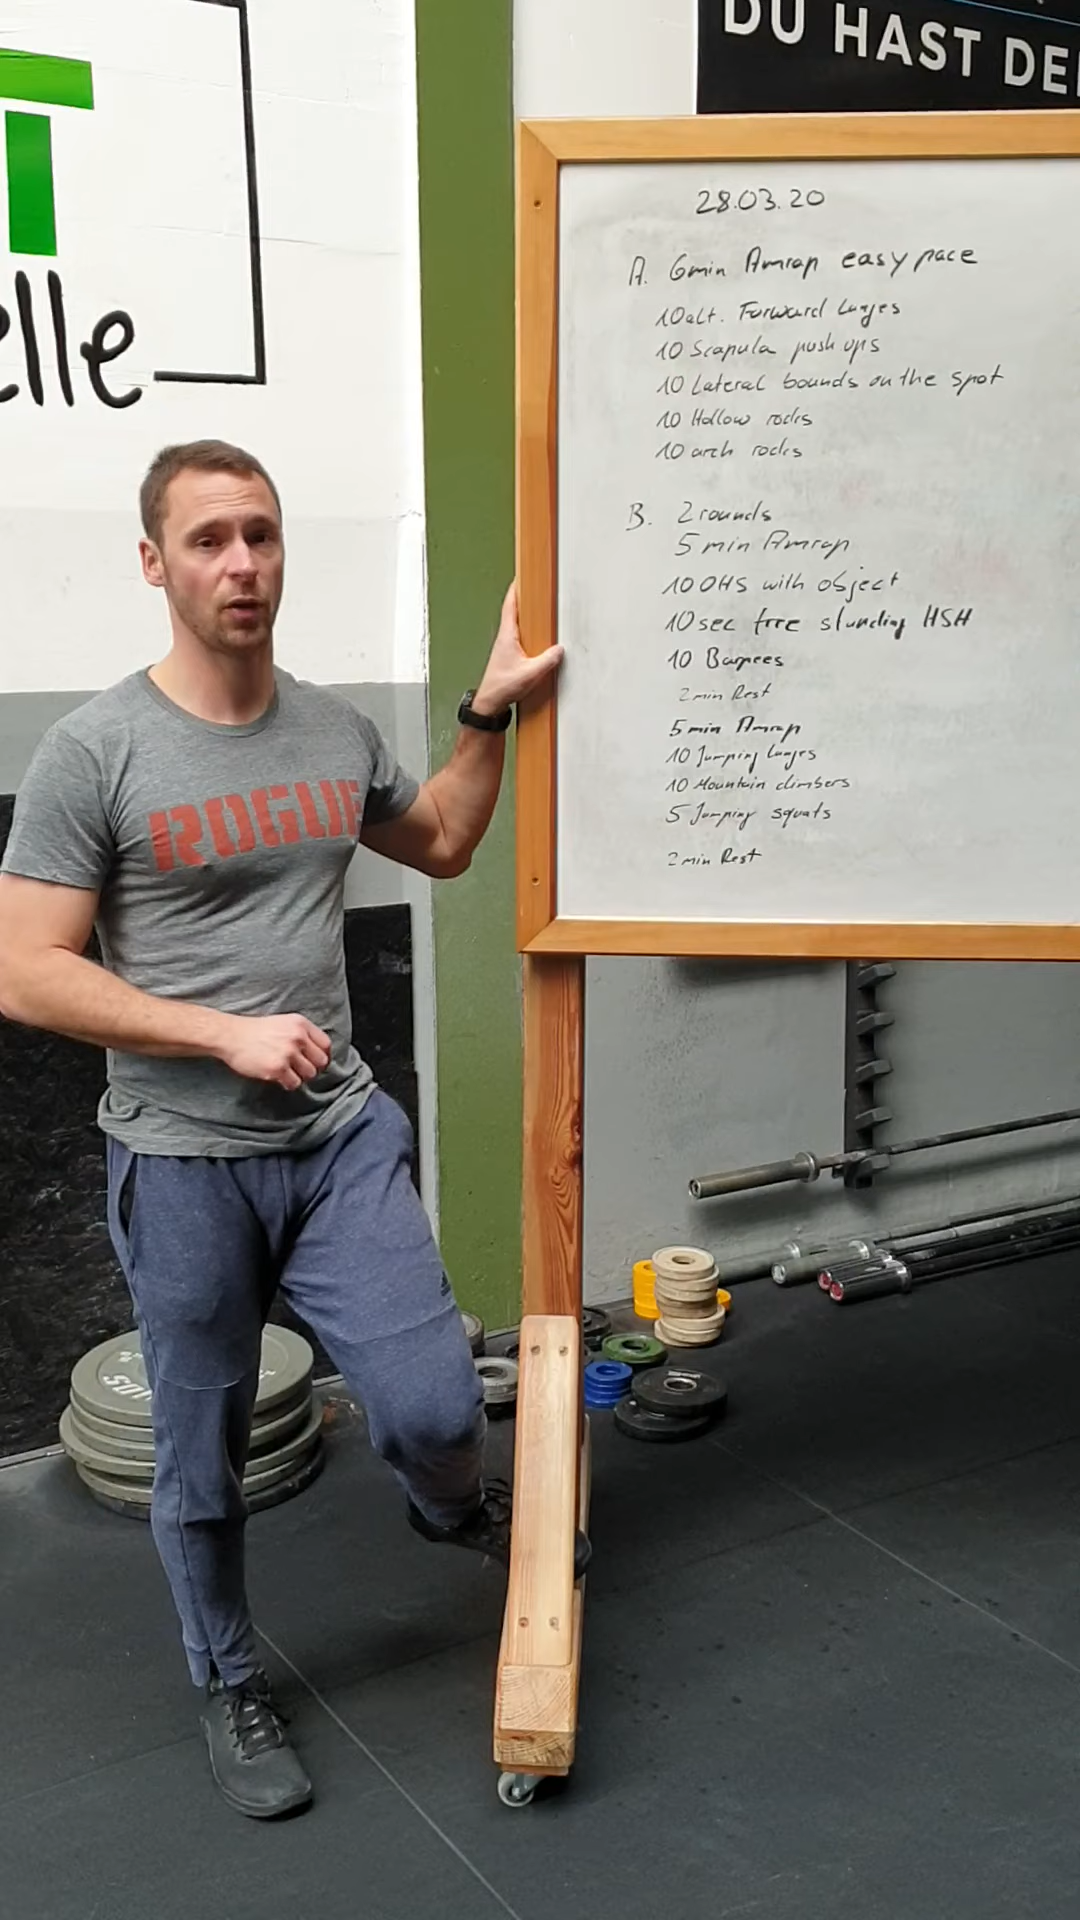 DU HAST DE
T
elle
28.03.20
A. 6min Amrap easy pace
10 alt. Forward Lunges
10 Scapula push ups
10 Lateral bounds on the spot
10 Hollow rocks
10 arch rocks
B. 2 rounds
5 min Amrap
10 OHS with object
10 sec free standing HSH
10 Burpees
2 min Rest
5 min Amrap
10 Jumping Lunges
10 Mountain climbers
5 Jumping squats
2 min Rest
ROGUE